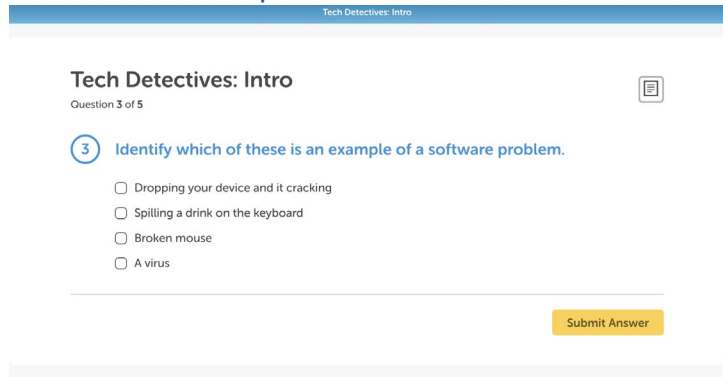 Tech Detectives: Intro
Tech Detectives: Intro
Question 3 of 5
3 Identify which of these is an example of a software problem.
Dropping your device and it cracking
Spilling a drink on the keyboard
Broken mouse
A virus
Submit Answer